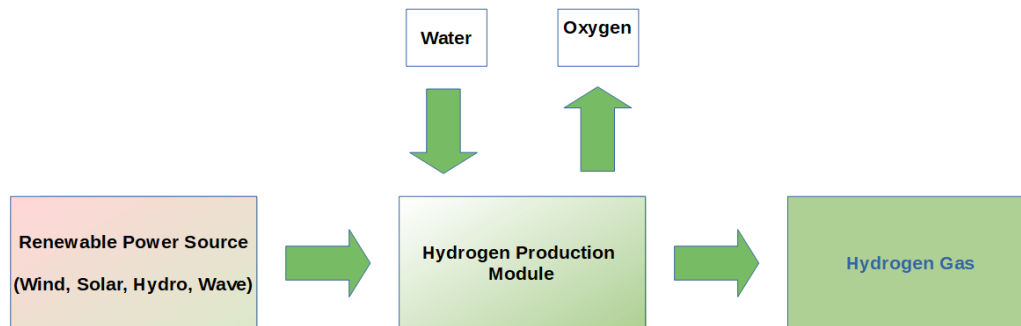 Water
Oxygen
Renewable Power Source
(Wind, Solar, Hydro, Wave)
Hydrogen Production
Module
Hydrogen Gas